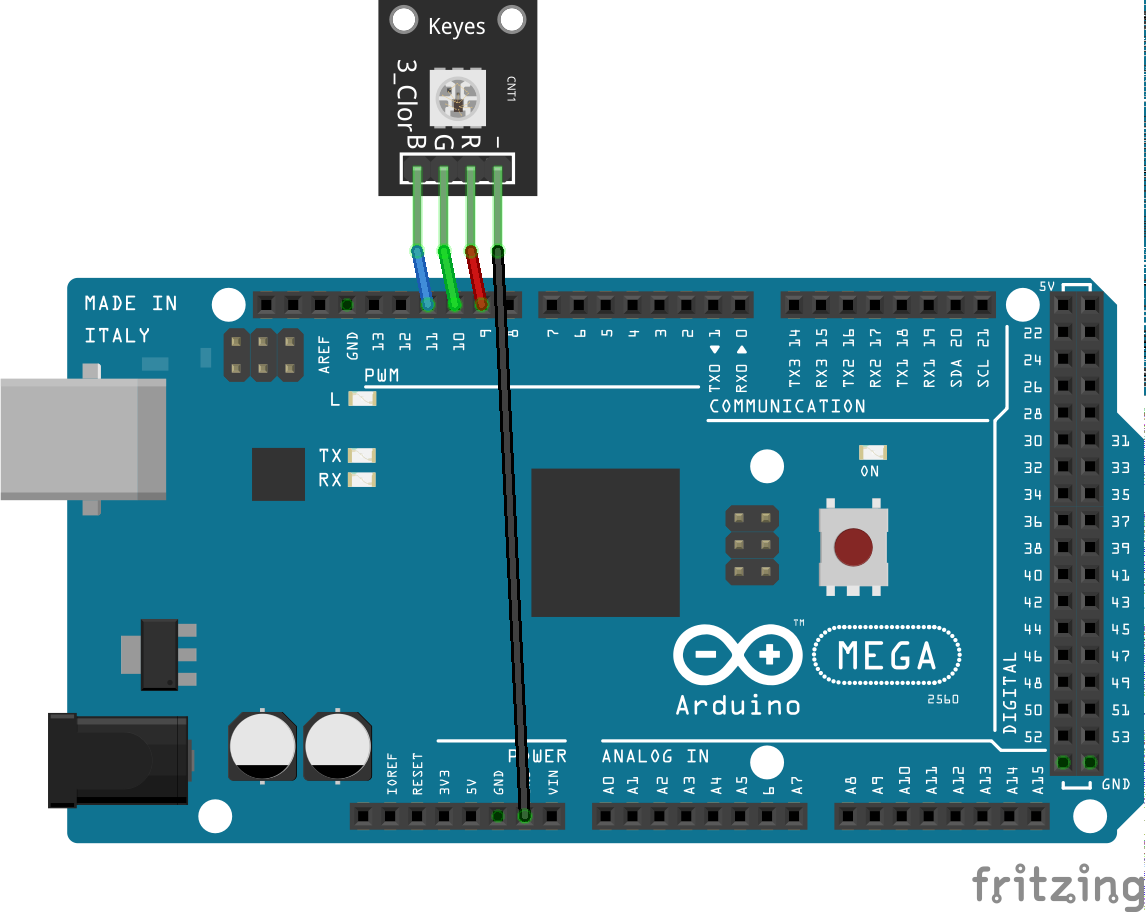 Keyes
3_Clor
CNT1
B G R -
MADE IN
ITALY
AREF
GND
13
12
11
10
9
8
7
6
5
4
3
2
TX0 1
RX0 0
TX3 14
RX3 15
TX2 16
RX2 17
TX1 18
RX1 19
SDA 20
SCL 21
5V
PWM
L
COMMUNICATION
TX
RX
ON
22
24
26
28
30 31
32 33
34 35
36 37
38 39
40 41
42 43
44 45
46 47
48 49
50 51
52 53
DIGITAL
GND
TM
MEGA
Arduino
2560
POWER
ANALOG IN
IOREF
RESET
3V3
5V
GND
VIN
A0
A1
A2
A3
A4
A5
6
A7
A8
A9
A10
A11
A12
A13
A14
A15
fritzing